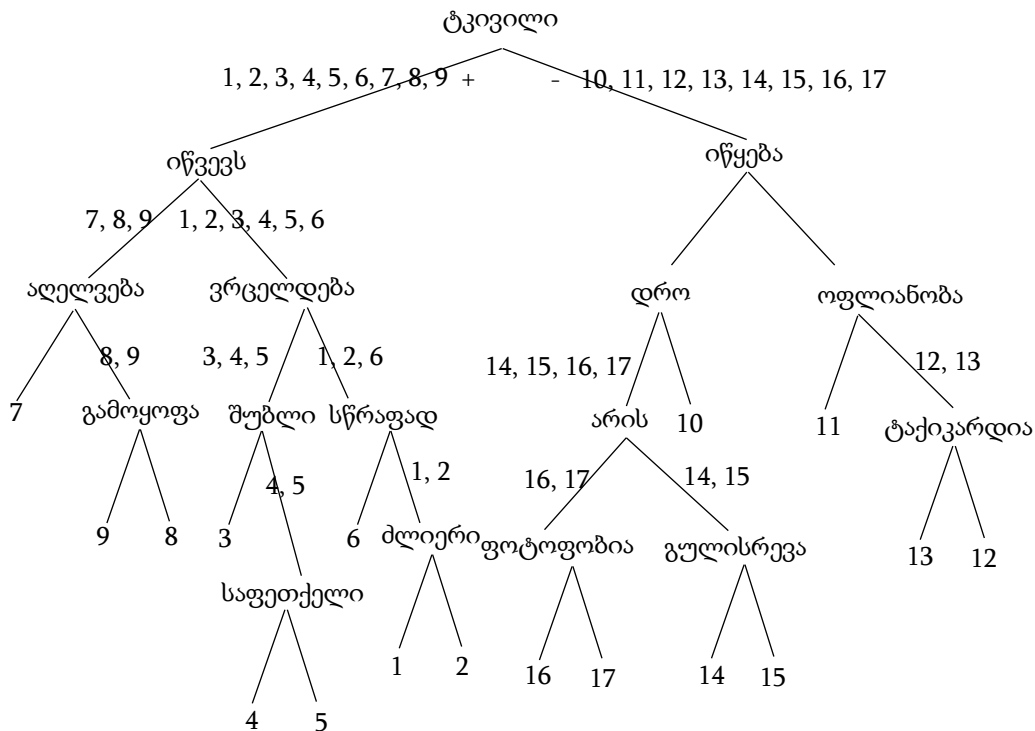 ტკივილი
1, 2, 3, 4, 5, 6, 7, 8, 9 + - 10, 11, 12, 13, 14, 15, 16, 17
იწვევს იწყება
7, 8, 9 1, 2, 3, 4, 5, 6
აღელვება ვრცელდება დრო ოფლიანობა
8, 9 3, 4, 5 1, 2, 6 14, 15, 16, 17 12, 13
7 გამოყოფა შუბლი სწრაფად არის 10 11 ტაქიკარდია
4, 5 1, 2 16, 17 14, 15
9 8 3 6 ძლიერი ფოტოფობია გულისრევა 13 12
საფეთქელი
1 2 16 17 14 15
4 5